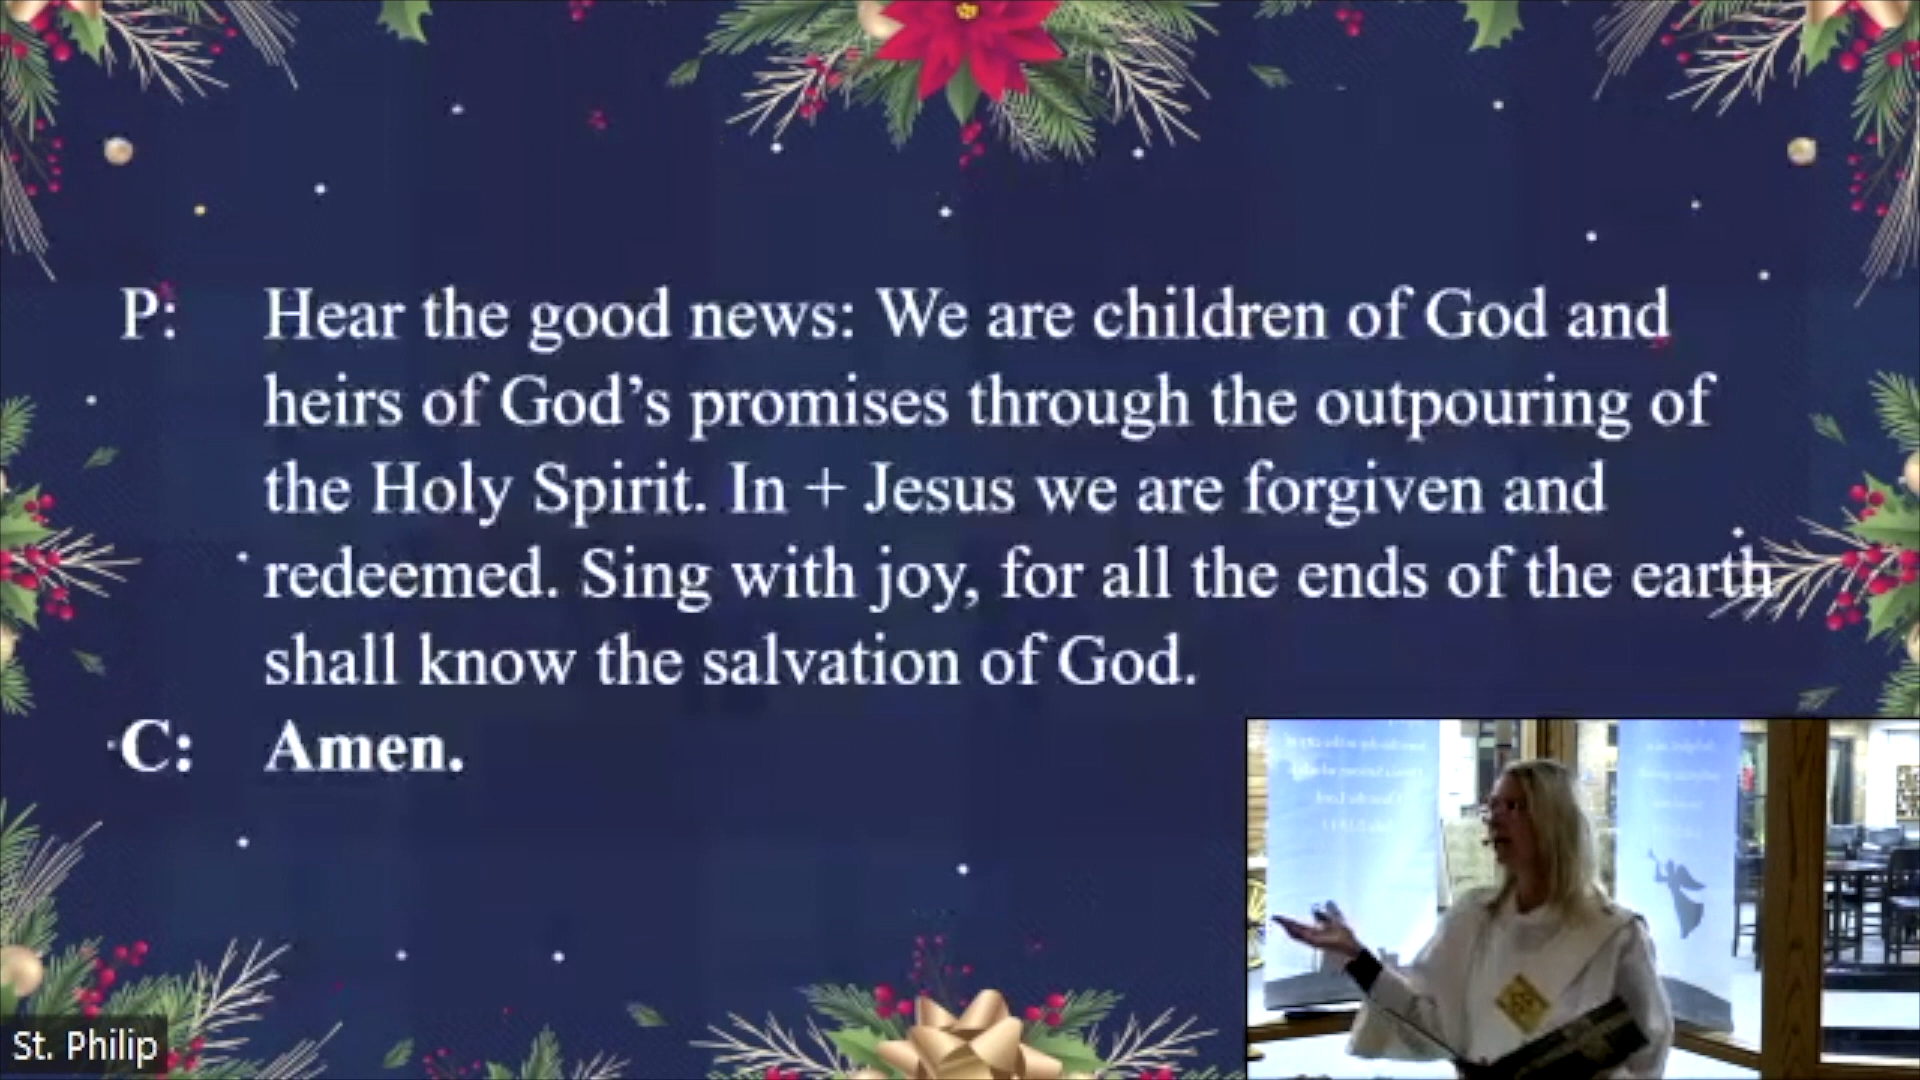 P: Hear the good news: We are children of God and
heirs of God’s promises through the outpouring of
the Holy Spirit. In + Jesus we are forgiven and
redeemed. Sing with joy, for all the ends of the earth
shall know the salvation of God.
C: Amen.
St. Philip